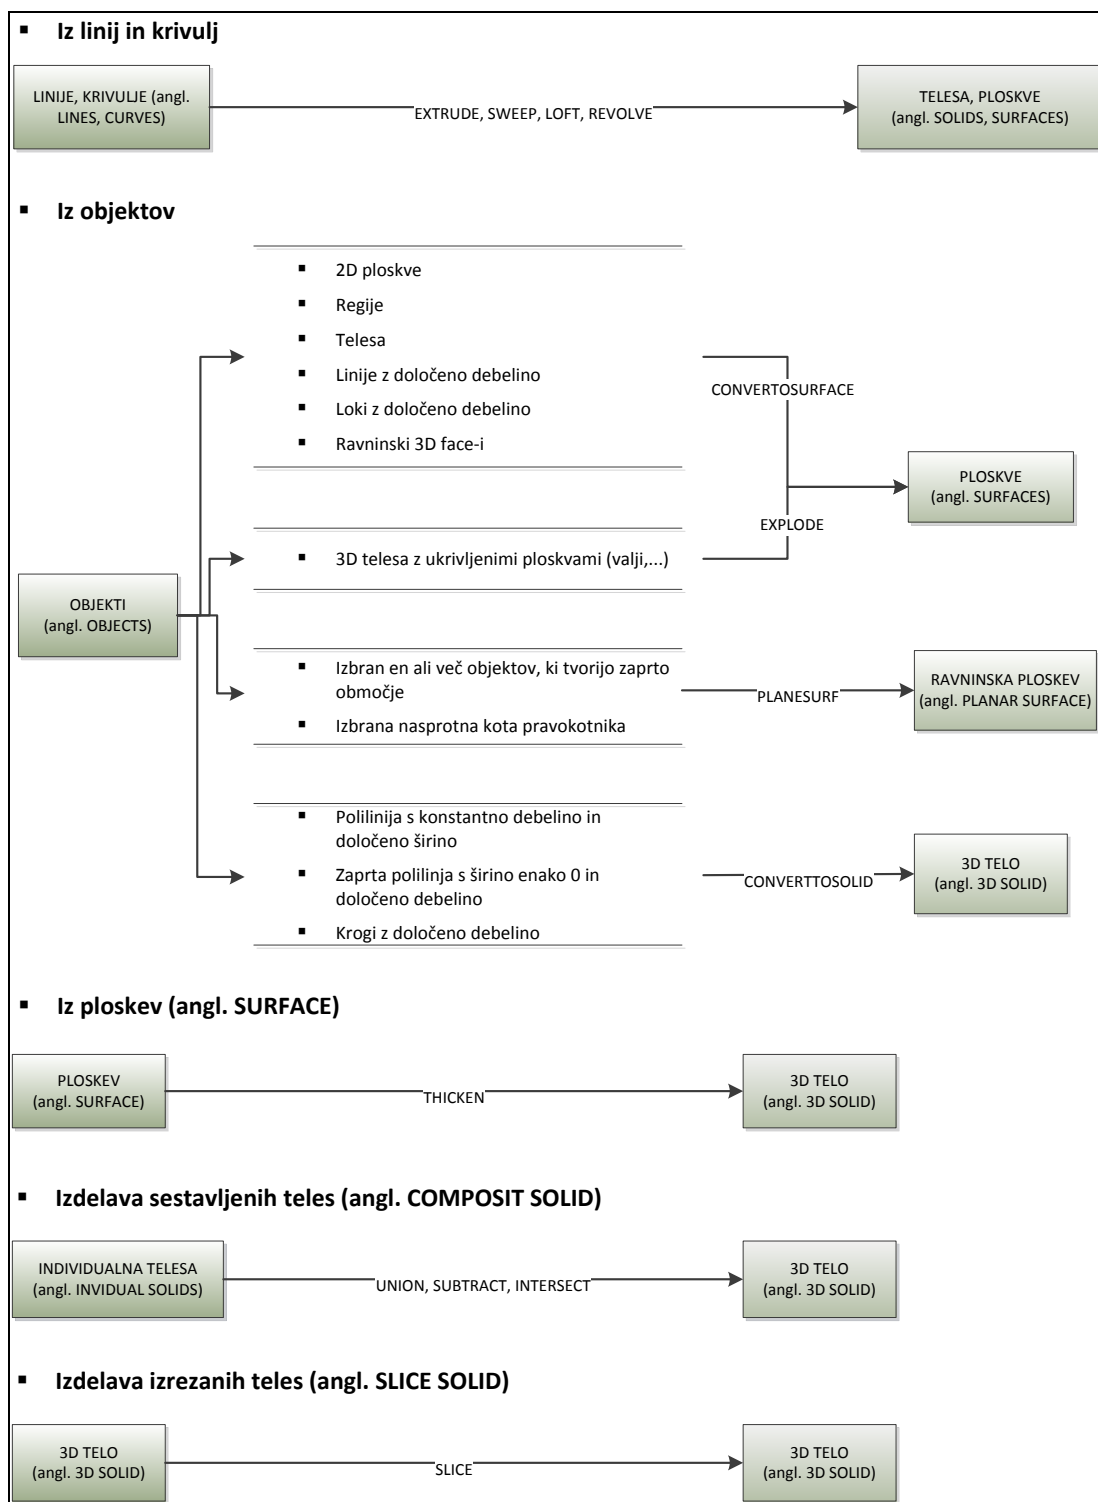 ▪ Iz linij in krivulj
LINIJE, KRIVULJE (angl.
LINES, CURVES)
EXTRUDE, SWEEP, LOFT, REVOLVE
TELESA, PLOSKVE
(angl. SOLIDS, SURFACES)
▪ Iz objektov
▪ 2D ploskve
▪ Regije
▪ Telesa
▪ Linije z določeno debelino
▪ Loki z določeno debelino
▪ Ravninski 3D face-i
CONVERTOSURFACE
PLOSKVE
(angl. SURFACES)
EXPLODE
▪ 3D telesa z ukrivljenimi ploskvami (valji,...)
OBJEKTI
(angl. OBJECTS)
▪ Izbran en ali več objektov, ki tvorijo zaprto
območje
▪ Izbrana nasprotna kota pravokotnika
PLANESURF
RAVNINSKA PLOSKEV
(angl. PLANAR SURFACE)
▪ Polilinija s konstantno debelino in
določeno širino
▪ Zaprta polilinja s širino enako 0 in
določeno debelino
▪ Krogi z določeno debelino
CONVERTTOSOLID
3D TELO
(angl. 3D SOLID)
▪ Iz ploskev (angl. SURFACE)
PLOSKEV
(angl. SURFACE)
THICKEN
3D TELO
(angl. 3D SOLID)
▪ Izdelava sestavljenih teles (angl. COMPOSIT SOLID)
INDIVIDUALNA TELESA
(angl. INVIDUAL SOLIDS)
UNION, SUBTRACT, INTERSECT
3D TELO
(angl. 3D SOLID)
▪ Izdelava izrezanih teles (angl. SLICE SOLID)
3D TELO
(angl. 3D SOLID)
SLICE
3D TELO
(angl. 3D SOLID)